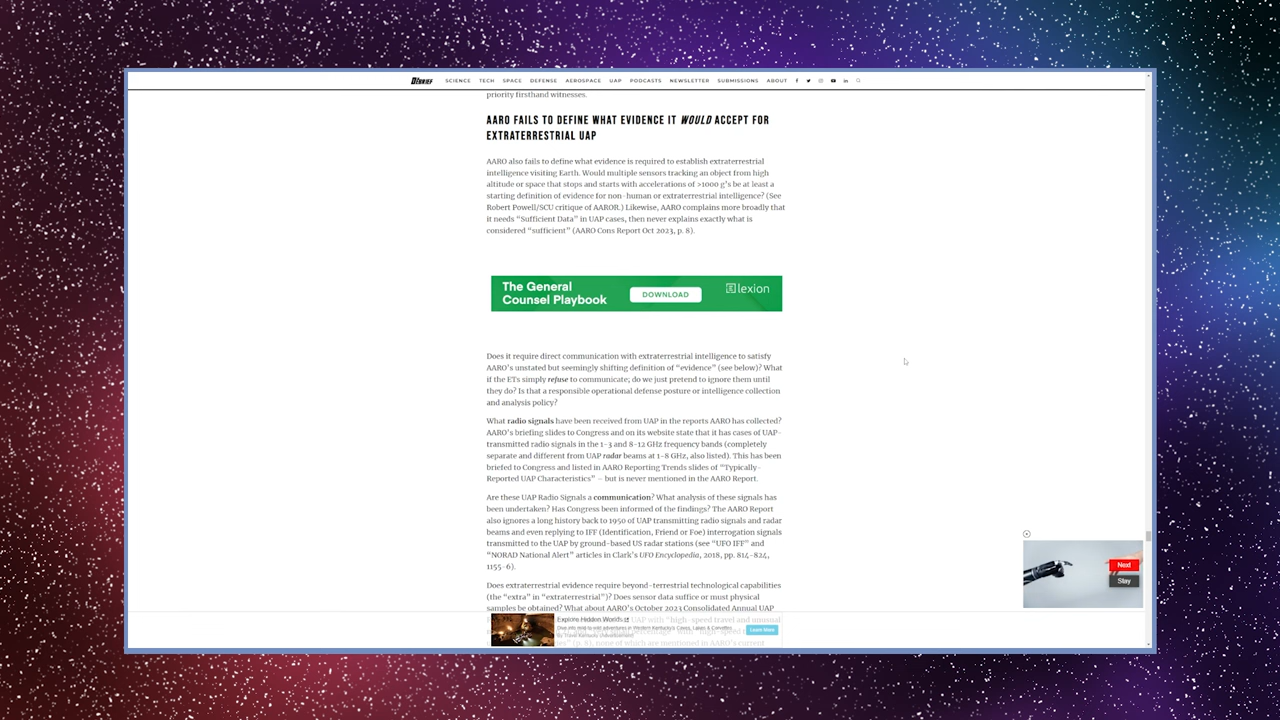 DEBRIEF
SCIENCE TECH SPACE DEFENSE AEROSPACE UAP PODCASTS NEWSLETTER SUBMISSIONS ABOUT
priority firsthand witnesses.
AARO FAILS TO DEFINE WHAT EVIDENCE IT WOULD ACCEPT FOR
EXTRATERRESTRIAL UAP
AARO also fails to define what evidence is required to establish extraterrestrial
intelligence visiting Earth. Would multiple sensors tracking an object from high
altitude or space that stops and starts with accelerations of >1000 g's be at least a
starting definition of evidence for non-human or extraterrestrial intelligence? (See
Robert Powell/SCU critique of AAROR.) Likewise, AARO complains more broadly that
it needs “Sufficient Data” in UAP cases, then never explains exactly what is
considered “sufficient” (AARO Cons Report Oct 2023, p. 8).
The General
Counsel Playbook
DOWNLOAD
lexion
Does it require direct communication with extraterrestrial intelligence to satisfy
AARO’s unstated but seemingly shifting definition of “evidence” (see below)? What
if the ETs simply refuse to communicate; do we just pretend to ignore them until
they do? Is that a responsible operational defense posture or intelligence collection
and analysis policy?
What radio signals have been received from UAP in the reports AARO has collected?
AARO’s briefing slides to Congress and on its website state that it has cases of UAP-
transmitted radio signals in the 1-3 and 8-12 GHz frequency bands (completely
separate and different from UAP radar beams at 1-8 GHz, also listed). This has been
briefed to Congress and listed in AARO Reporting Trends slides of “Typically-
Reported UAP Characteristics” – but is never mentioned in the AARO Report.
Are these UAP Radio Signals a communication? What analysis of these signals has
been undertaken? Has Congress been informed of the findings? The AARO Report
also ignores a long history back to 1950 of UAP transmitting radio signals and radar
beams and even replying to IFF (Identification, Friend or Foe) interrogation signals
transmitted to the UAP by ground-based US radar stations (see “UFO IFF” and
“NORAD National Alert” articles in Clark’s UFO Encyclopedia, 2018, pp. 814-824,
1155-6).
Next
Stay
Does extraterrestrial evidence require beyond-terrestrial technological capabilities
(the “extra” in “extraterrestrial”)? Does sensor data suffice or must physical
samples be obtained? What about AARO’s October 2023 Consolidated Annual UAP
Explore Hidden Worlds
Learn More
(p. 8), none of which are mentioned in AARO's current